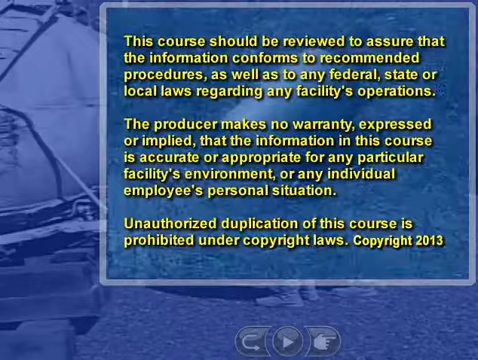 This course should be reviewed to assure that
the information conforms to recommended
procedures, as well as to any federal, state or
local laws regarding any facility's operations.
The producer makes no warranty, expressed
or implied, that the information in this course
is accurate or appropriate for any particular
facility's environment, or any individual
employee's personal situation.
Unauthorized duplication of this course is
prohibited under copyright laws. Copyright 2013